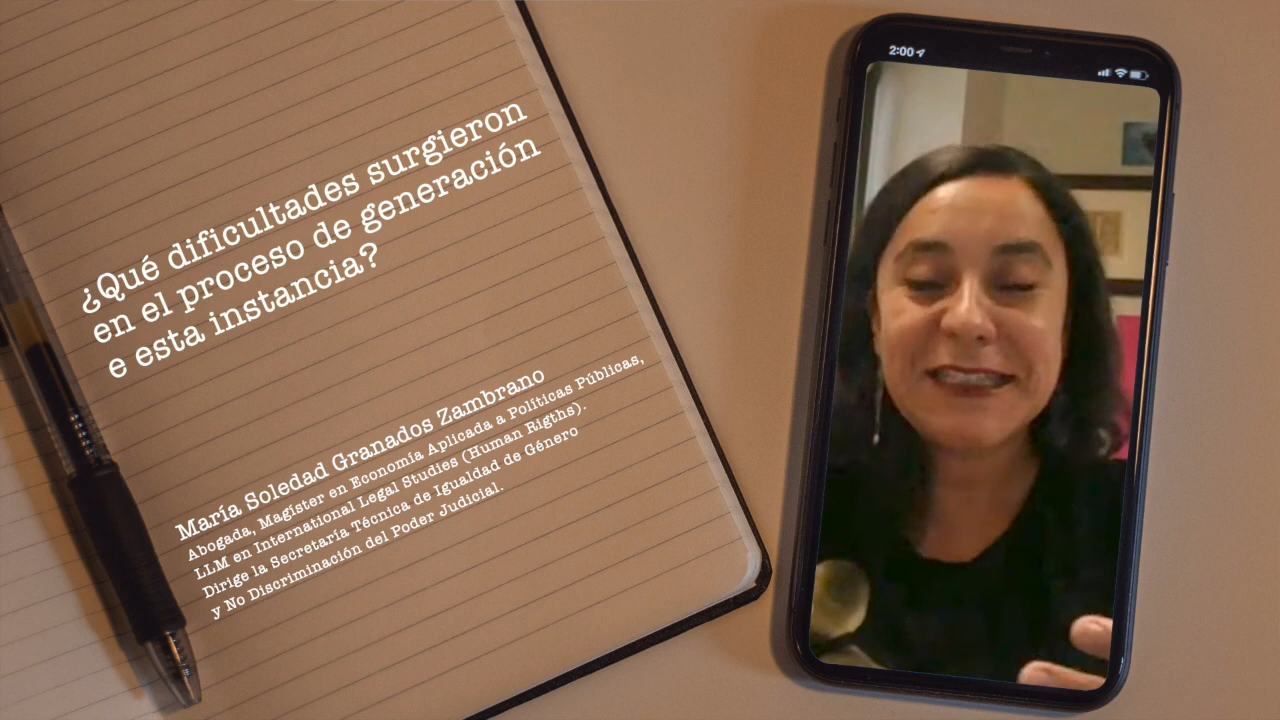 ¿Qué dificultades surgieron
en el proceso de generación
e esta instancia?
María Soledad Granados Zambrano
Abogada, Magíster en Economía Aplicada a Políticas Públicas,
LLM en International Legal Studies (Human Rigths).
Dirige la Secretaría Técnica de Igualdad de Género
y No Discriminación del Poder Judicial.
2:00